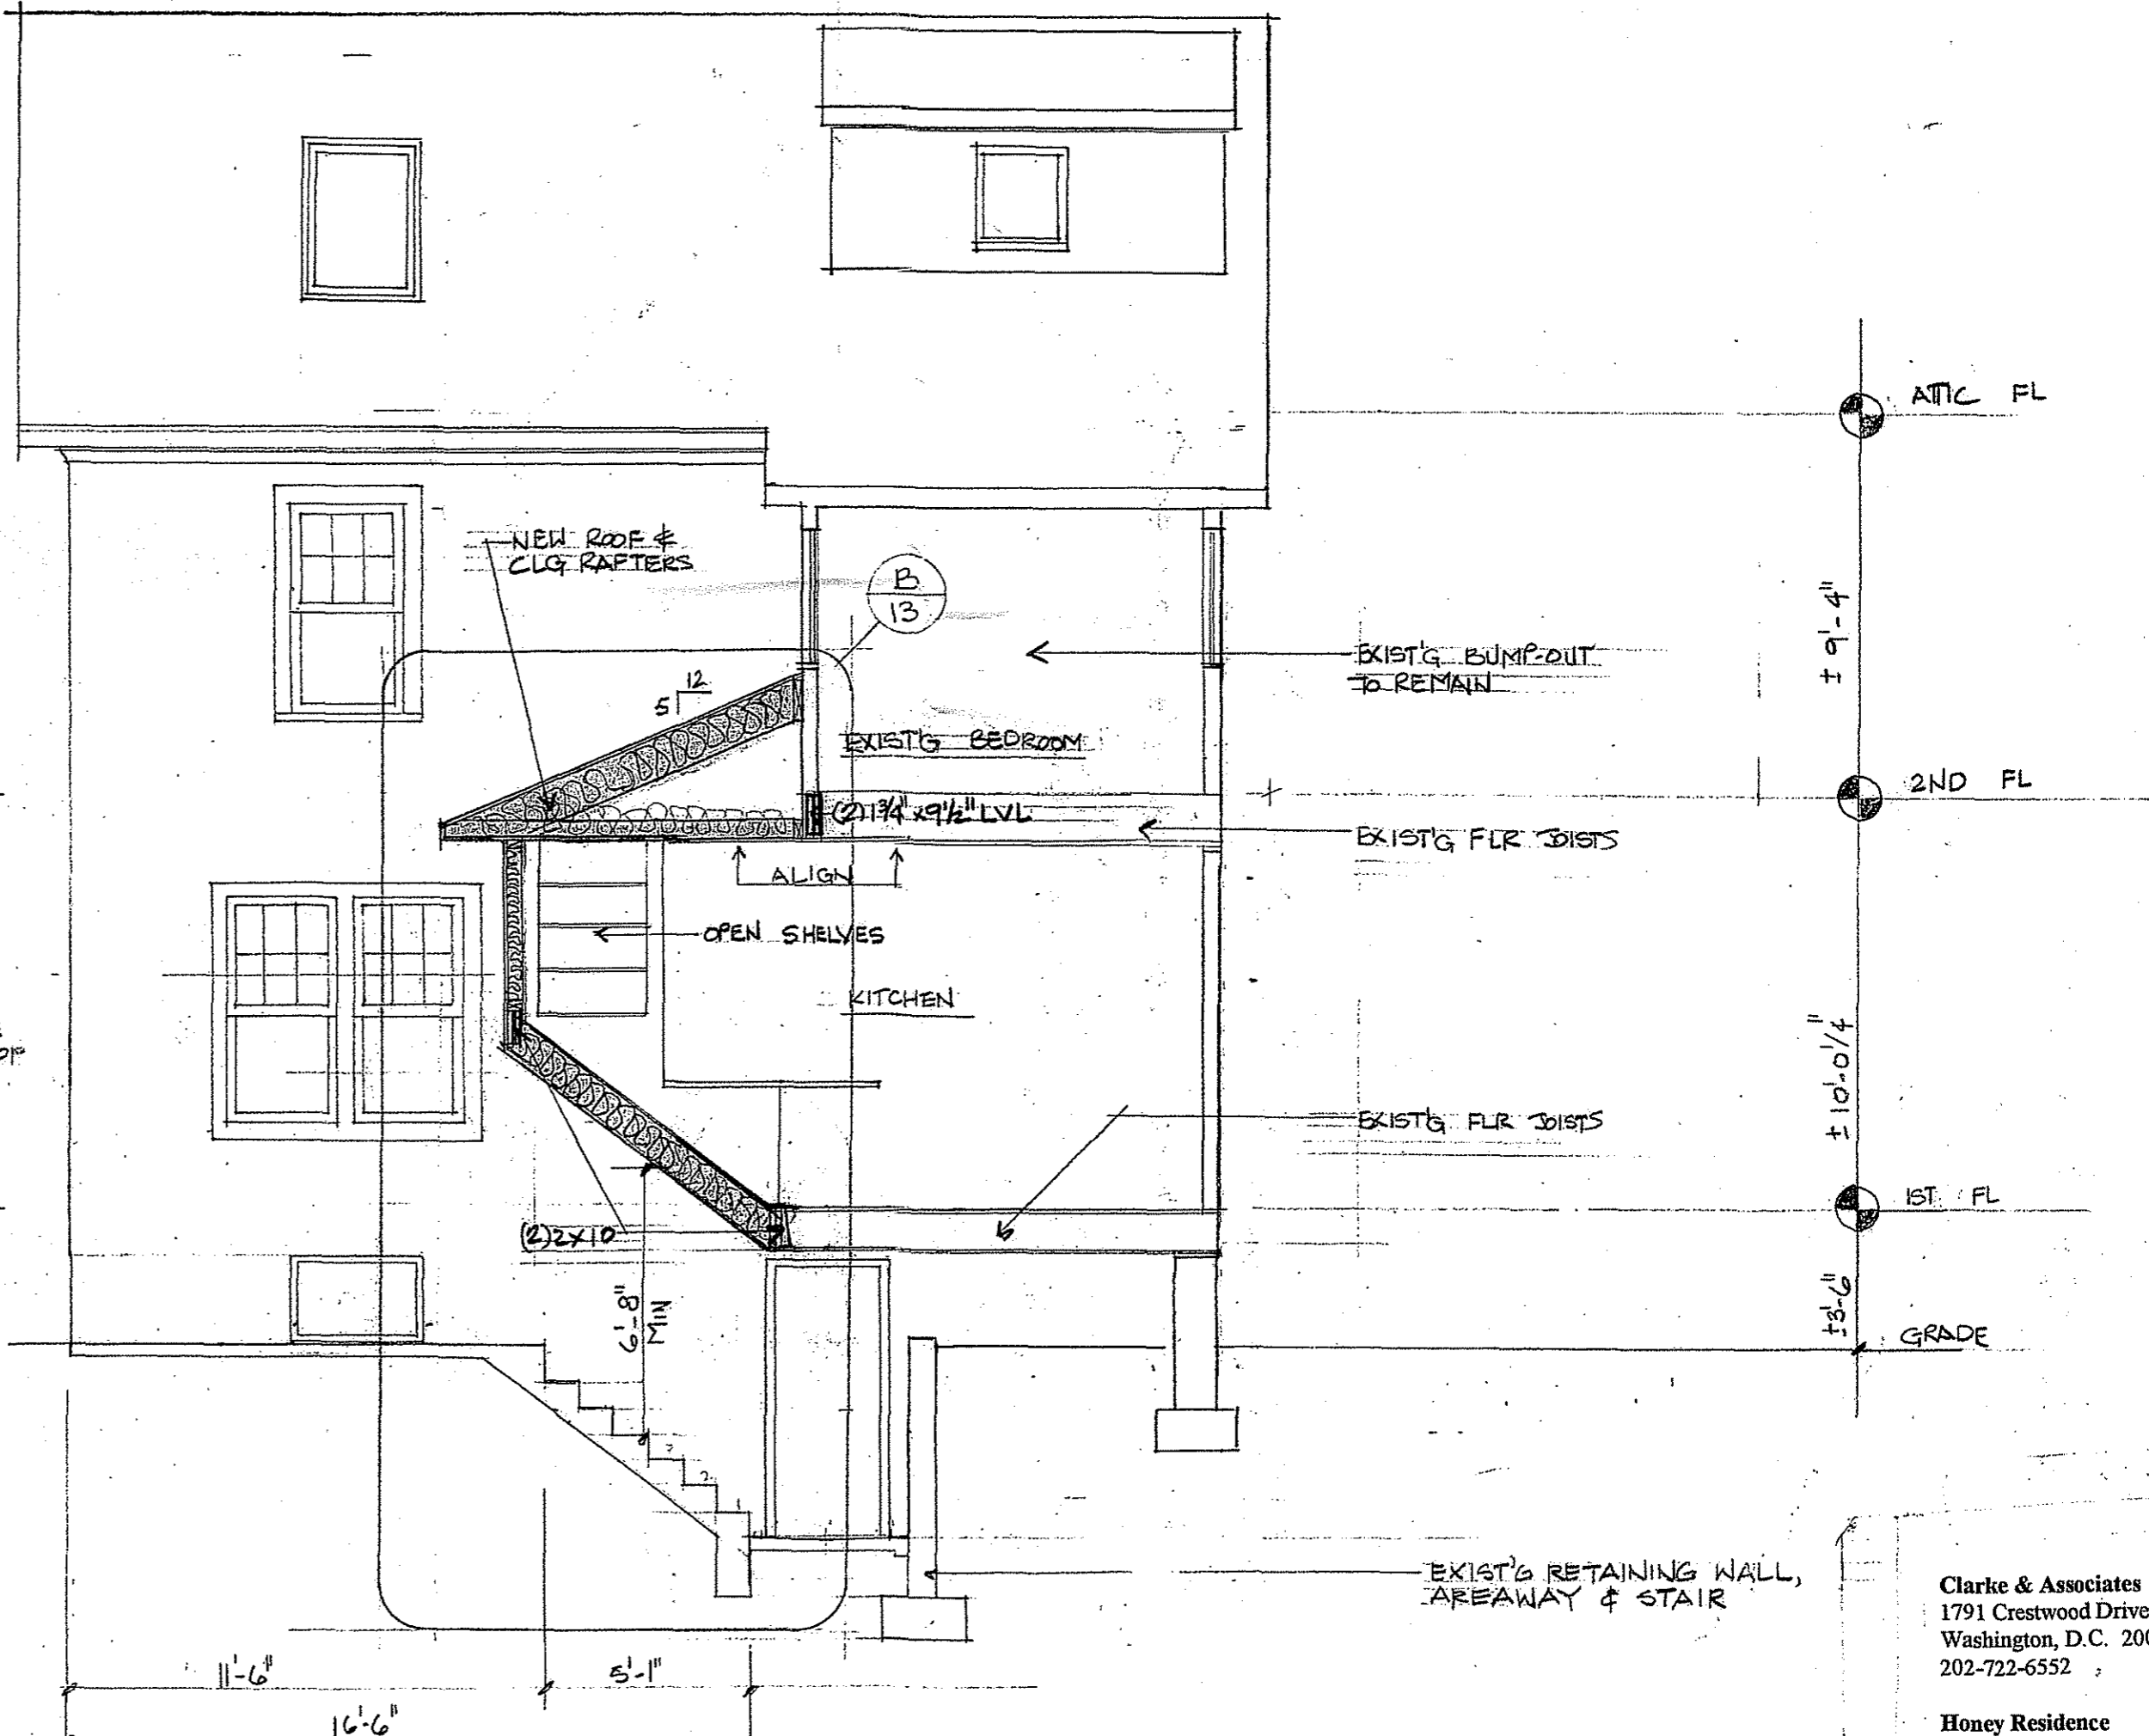 ATTIC FL
NEW ROOF &
CLG RAFTERS
B
13
± 9'-4"
EXIST'G BUMP-OUT
TO REMAIN
12
5
EXIST'G BEDROOM
2ND FL
(2) 1¾" x 9½" LVL
EXIST'G FLR JOISTS
ALIGN
OPEN SHELVES
KITCHEN
± 10'-0¼"
EXIST'G FLR JOISTS
1ST FL
(2) 2x10
6'-8"
MIN
±3'-6"
GRADE
2
1
EXIST'G RETAINING WALL,
AREAWAY & STAIR
Clarke & Associates
1791 Crestwood Drive
Washington, D.C. 200
202-722-6552
11'-6"
5'-1"
16'-6"
Honey Residence